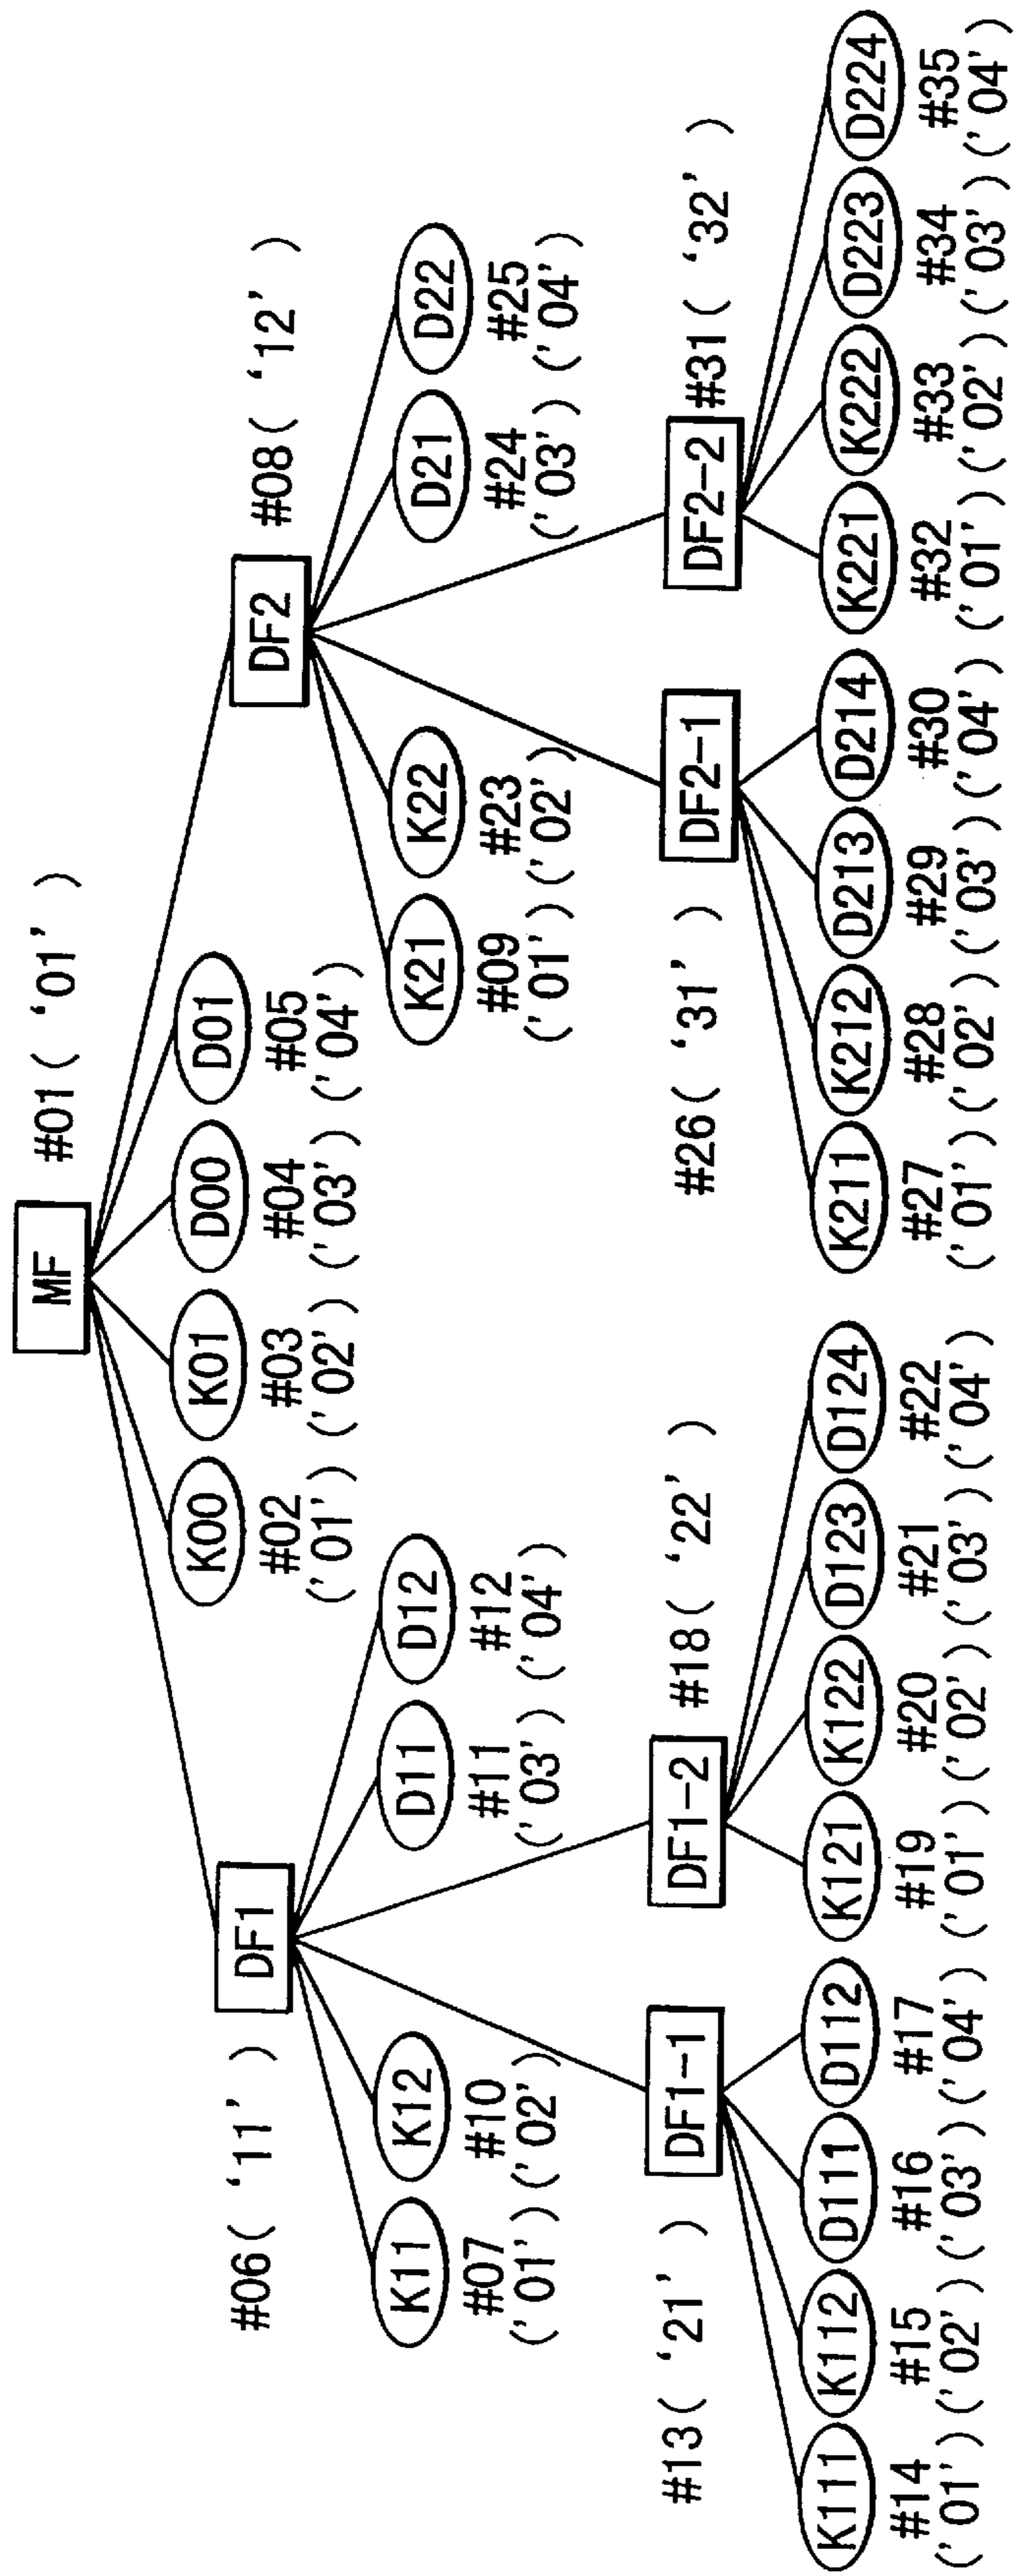 MF #01( ‘01’ )
K00 K01 D00 D01
#02 #03 #04 #05
(’01’) (’02’) (’03’) (’04’)
#06( ‘11’ ) DF1 DF2 #08( ‘12’ )
K11 K12 D11 D12 K21 K22 D21 D22
#07 #10 #11 #12 #09 #23 #24 #25
(’01’) (’02’) (’03’) (’04’) (’01’) (’02’) (’03’) (’04’)
#13( ‘21’ ) DF1-1 DF1-2 #18( ‘22’ ) #26( ‘31’ ) DF2-1 DF2-2 #31( ‘32’ )
K111 K112 D111 D112 K121 K122 D123 D124 K211 K212 D213 D214 K221 K222 D223 D224
#14 #15 #16 #17 #19 #20 #21 #22 #27 #28 #29 #30 #32 #33 #34 #35
(’01’) (’02’) (’03’) (’04’) (’01’) (’02’) (’03’) (’04’) (’01’) (’02’) (’03’) (’04’) (’01’) (’02’) (’03’) (’04’)